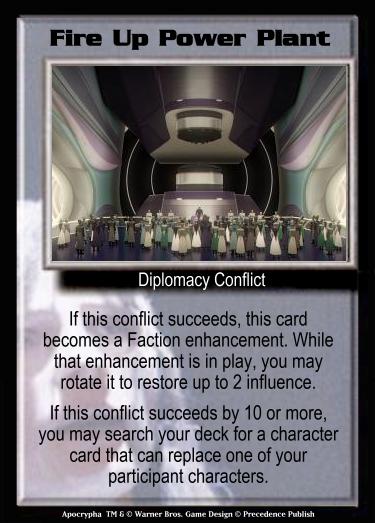 Fire Up Power Plant
Diplomacy Conflict
If this conflict succeeds, this card
becomes a Faction enhancement. While
that enhancement is in play, you may
rotate it to restore up to 2 influence.
If this conflict succeeds by 10 or more,
you may search your deck for a character
card that can replace one of your
participant characters.
Apocrypha TM & © Warner Bros. Game Design © Precedence Publish